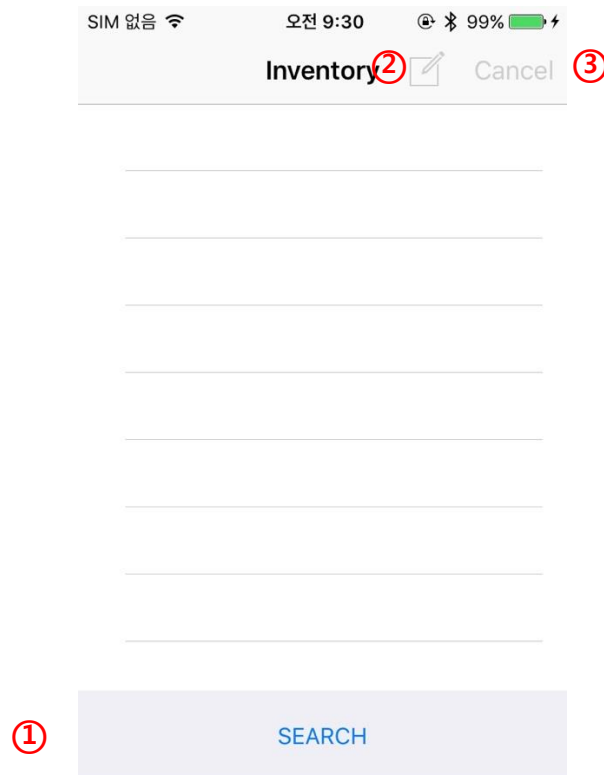 SIM 없음 오전 9:30 99%
Inventory ② Cancel ③
① SEARCH